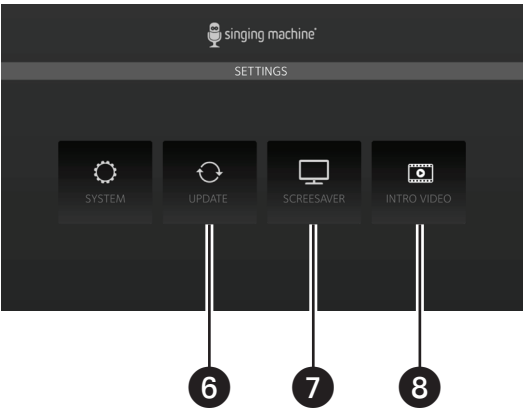 singing machine®
SETTINGS
SYSTEM UPDATE SCREESAVER INTRO VIDEO
6 7 8